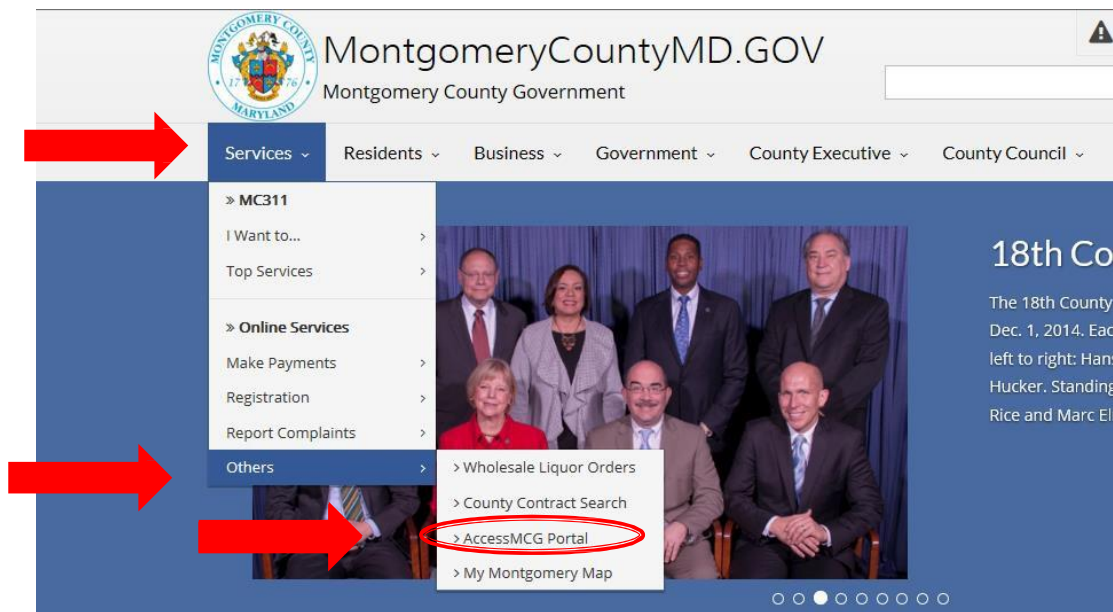 MONTGOMERY COUNTY
17 76
MARYLAND
MontgomeryCountyMD.GOV
Montgomery County Government
Services Residents Business Government County Executive County Council
» MC311
I Want to...
Top Services
» Online Services
Make Payments
Registration
Report Complaints
Others
> Wholesale Liquor Orders
> County Contract Search
> AccessMCG Portal
> My Montgomery Map
18th Co
The 18th County
Dec. 1, 2014. Eac
left to right: Hans
Hucker. Standing
Rice and Marc El